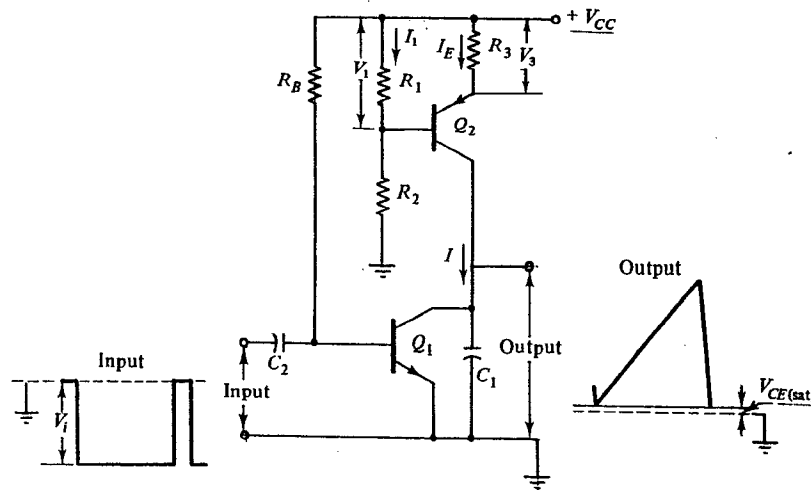 + V_CC
I_1
I_E
R_3
V_3
V_1
R_B
R_1
Q_2
R_2
I
Output
Q_1
Output
Input
C_2
C_1
Input
V_CE(sat
V_i